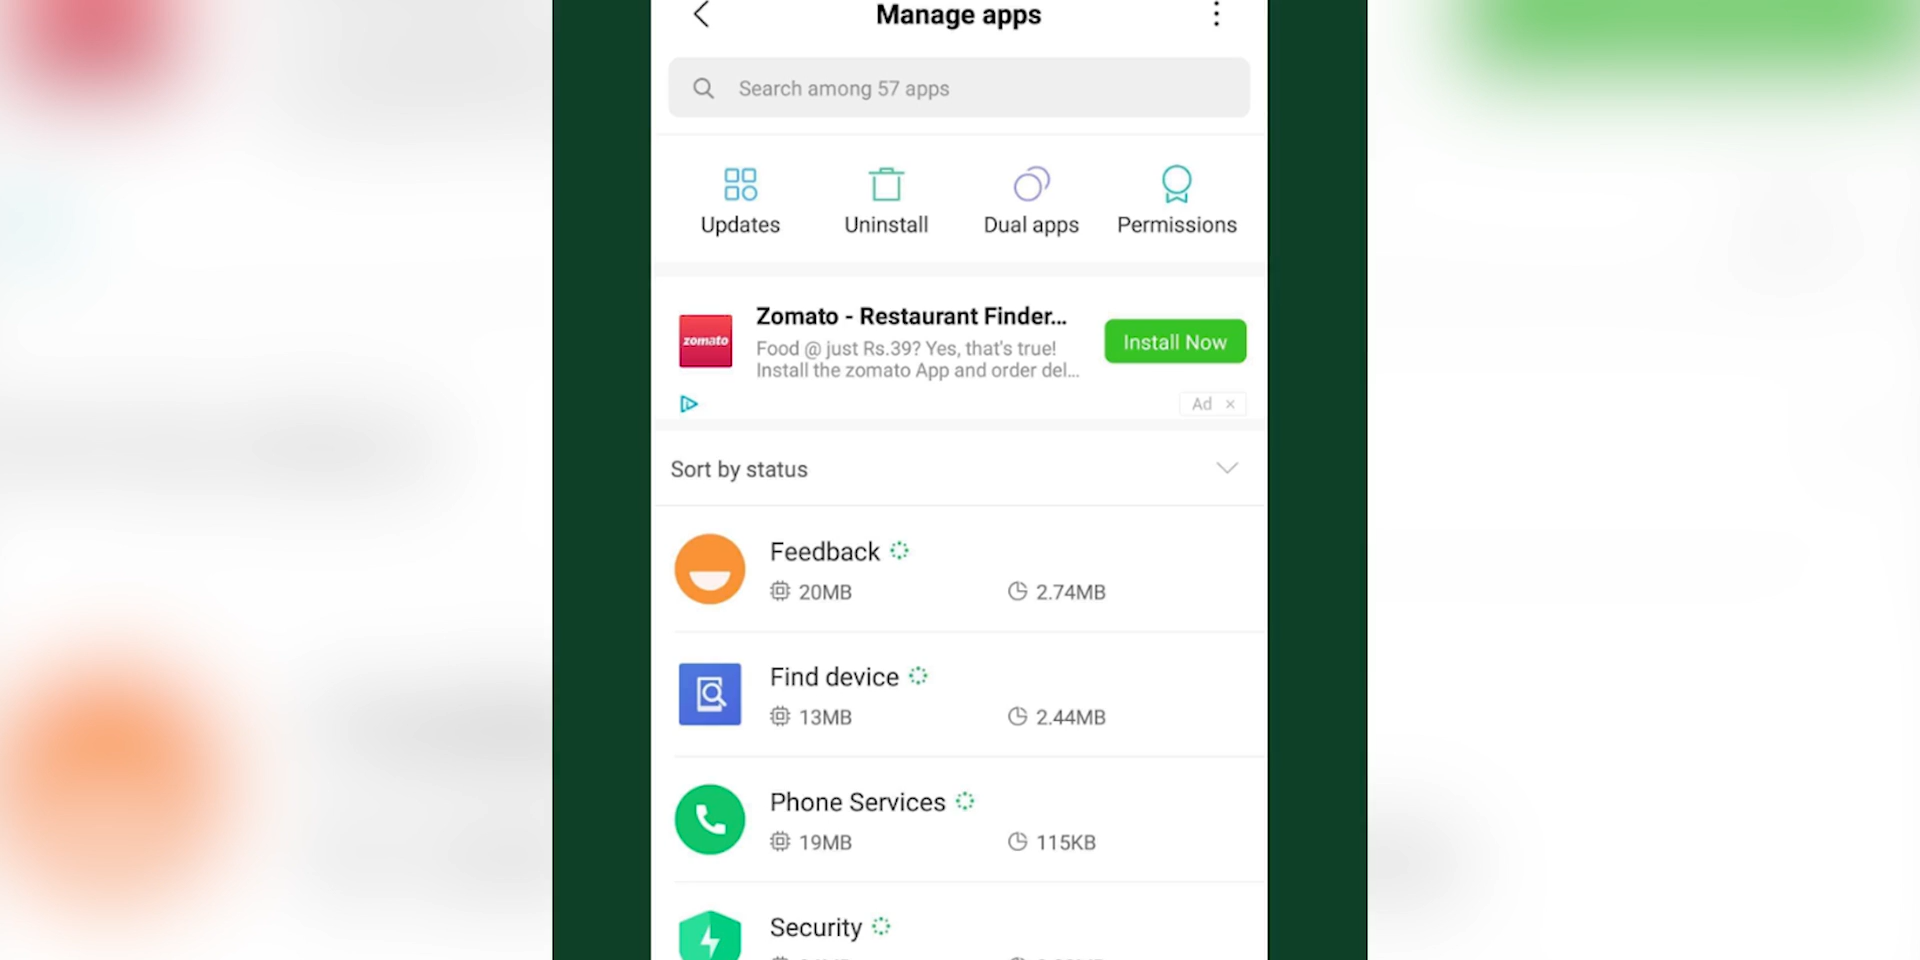 Manage apps
Search among 57 apps
Updates
Uninstall
Dual apps
Permissions
Zomato - Restaurant Finder...
zomato
Food @ just Rs.39? Yes, that's true!
Install the zomato App and order del...
Install Now
Ad ×
Sort by status
Feedback
20MB 2.74MB
Find device
13MB 2.44MB
Phone Services
19MB 115KB
Security